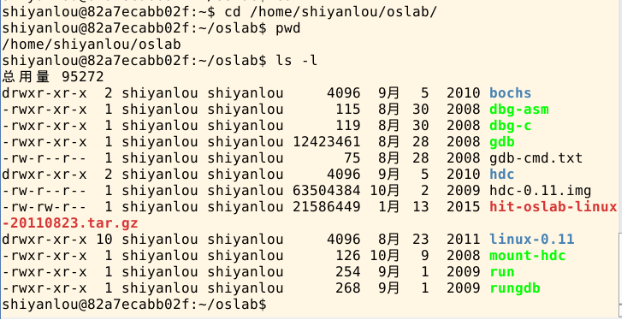 shiyanlou@82a7ecabb02f:~$ cd /home/shiyanlou/oslab/
shiyanlou@82a7ecabb02f:~/oslab$ pwd
/home/shiyanlou/oslab
shiyanlou@82a7ecabb02f:~/oslab$ ls -l
总用量 95272
drwxr-xr-x  2 shiyanlou shiyanlou     4096  9月  5  2010 bochs
-rwxr-xr-x  1 shiyanlou shiyanlou      115  8月 30  2008 dbg-asm
-rwxr-xr-x  1 shiyanlou shiyanlou      119  8月 30  2008 dbg-c
-rwxr-xr-x  1 shiyanlou shiyanlou 12423461  8月 28  2008 gdb
-rw-r--r--  1 shiyanlou shiyanlou       75  8月 28  2008 gdb-cmd.txt
drwxr-xr-x  2 shiyanlou shiyanlou     4096  9月  5  2010 hdc
-rw-r--r--  1 shiyanlou shiyanlou 63504384 10月  2  2009 hdc-0.11.img
-rw-rw-r--  1 shiyanlou shiyanlou 21586449  1月 13  2015 hit-oslab-linux
-20110823.tar.gz
drwxr-xr-x 10 shiyanlou shiyanlou     4096  8月 23  2011 linux-0.11
-rwxr-xr-x  1 shiyanlou shiyanlou      126 10月  9  2008 mount-hdc
-rwxr-xr-x  1 shiyanlou shiyanlou      254  9月  1  2009 run
-rwxr-xr-x  1 shiyanlou shiyanlou      268  9月  1  2009 rungdb
shiyanlou@82a7ecabb02f:~/oslab$